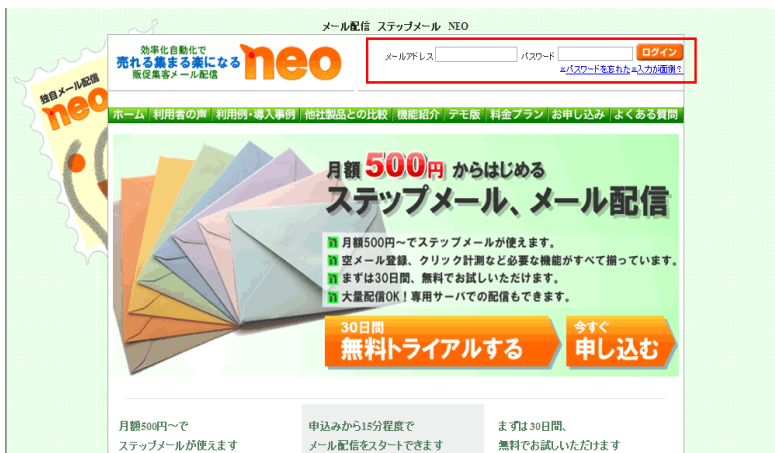 メール配信 ステップメール NEO
効率化自動化で
売れる集まる楽になる
販促集客メール配信
neo
メールアドレス
パスワード
ログイン
≡パスワードを忘れた ≡入力が面倒?
独自メール配信
neo
ホーム 利用者の声 利用例・導入事例 他社製品との比較 機能紹介 デモ版 料金プラン お申し込み よくある質問
月額500円からはじめる
ステップメール、メール配信
月額500円~でステップメールが使えます。
空メール登録、クリック計測など必要な機能がすべて揃っています。
まずは30日間、無料でお試しいただけます。
大量配信OK!専用サーバでの配信もできます。
30日間
無料トライアルする
今すぐ
申し込む
月額500円~で
ステップメールが使えます
申込みから15分程度で
メール配信をスタートできます
まずは30日間、
無料でお試しいただけます